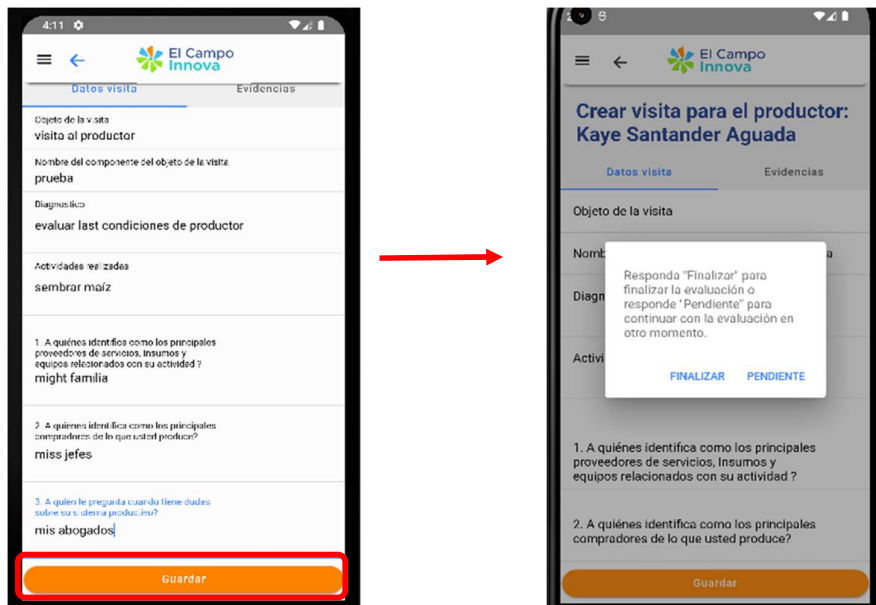 4:11
El Campo
Innova
Datos visita
Evidencias
Objeto de la visita
visita al productor
Nombre del componente del objeto de la visita
prueba
Diagnostico
evaluar last condiciones de productor
Actividades realizadas
sembrar maíz
1. A quiénes identifica como los principales
proveedores de servicios, Insumos y
equipos relacionados con su actividad ?
might familia
2. A quiénes identifica como los principales
compradores de lo que usted produce?
miss jefes
3. A quien le pregunta cuando tiene dudas
sobre su sistema productivo?
mis abogados
Guardar
El Campo
Innova
Crear visita para el productor:
Kaye Santander Aguada
Datos visita
Evidencias
Objeto de la visita
Nomb
a
Diagn
Activi
Responda "Finalizar" para
finalizar la evaluación o
responde "Pendiente" para
continuar con la evaluación en
otro momento.
FINALIZAR
PENDIENTE
1. A quiénes identifica como los principales
proveedores de servicios, Insumos y
equipos relacionados con su actividad ?
2. A quiénes identifica como los principales
compradores de lo que usted produce?
Guardar